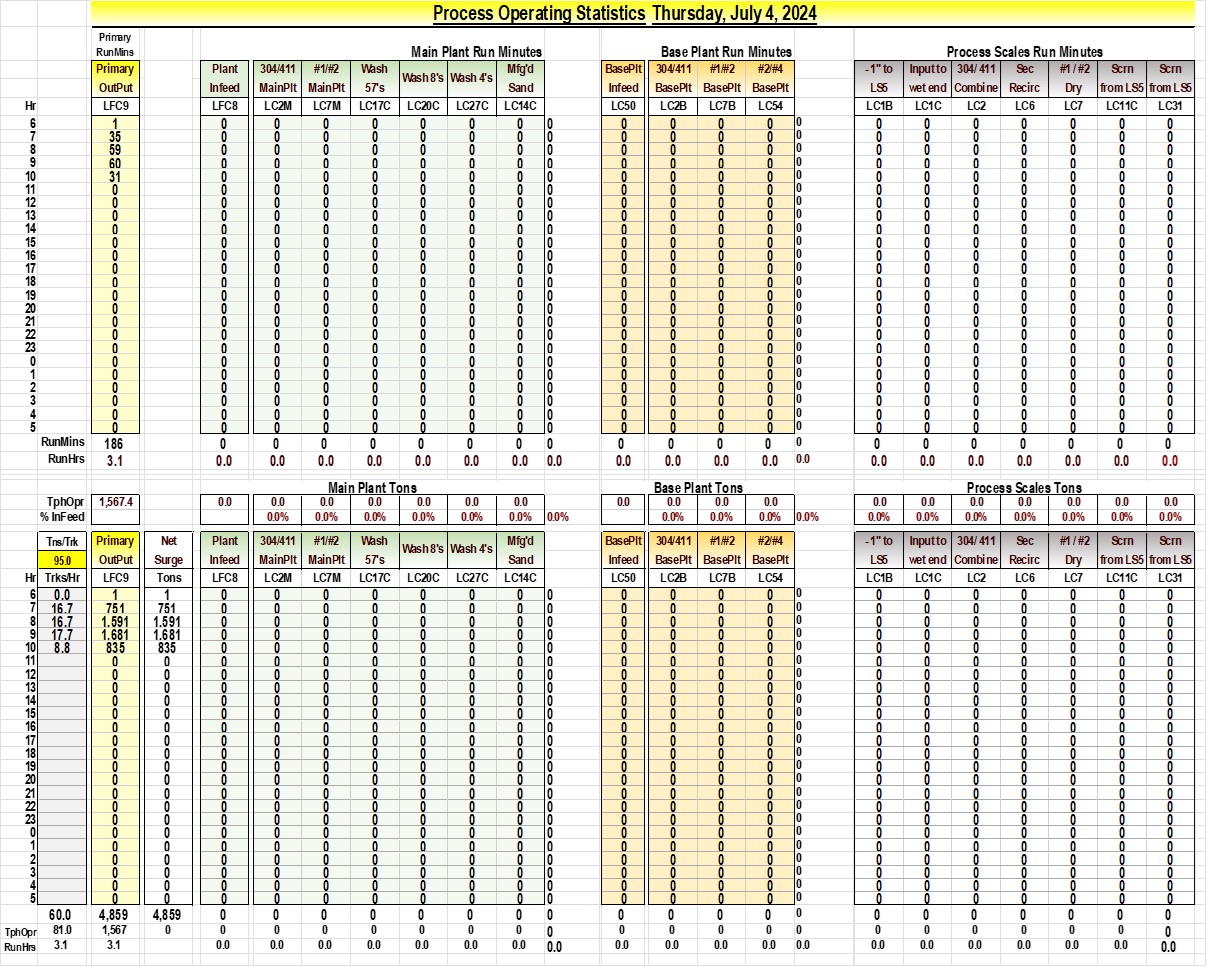 Process Operating Statistics Thursday, July 4, 2024
Primary
RunMins Main Plant Run Minutes Base Plant Run Minutes Process Scales Run Minutes
Primary Plant 304/411 #1/#2 Wash Wash 8's Wash 4's Mfg'd BasePlt 304/411 #1/#2 #2/#4 -1" to Input to 304/ 411 Sec #1 / #2 Scrn Scrn
OutPut Infeed MainPlt MainPlt 57's Sand Infeed BasePlt BasePlt BasePlt LS5 wet end Combine Recirc Dry from LS5 from LS5
Hr LFC9 LFC8 LC2M LC7M LC17C LC20C LC27C LC14C LC50 LC2B LC7B LC54 LC1B LC1C LC2 LC6 LC7 LC11C LC31
6 1 0 0 0 0 0 0 0 0 0 0 0 0 0 0 0 0 0 0 0 0
7 35 0 0 0 0 0 0 0 0 0 0 0 0 0 0 0 0 0 0 0 0
8 59 0 0 0 0 0 0 0 0 0 0 0 0 0 0 0 0 0 0 0 0
9 60 0 0 0 0 0 0 0 0 0 0 0 0 0 0 0 0 0 0 0 0
10 31 0 0 0 0 0 0 0 0 0 0 0 0 0 0 0 0 0 0 0 0
11 0 0 0 0 0 0 0 0 0 0 0 0 0 0 0 0 0 0 0 0 0
12 0 0 0 0 0 0 0 0 0 0 0 0 0 0 0 0 0 0 0 0 0
13 0 0 0 0 0 0 0 0 0 0 0 0 0 0 0 0 0 0 0 0 0
14 0 0 0 0 0 0 0 0 0 0 0 0 0 0 0 0 0 0 0 0 0
15 0 0 0 0 0 0 0 0 0 0 0 0 0 0 0 0 0 0 0 0 0
16 0 0 0 0 0 0 0 0 0 0 0 0 0 0 0 0 0 0 0 0 0
17 0 0 0 0 0 0 0 0 0 0 0 0 0 0 0 0 0 0 0 0 0
18 0 0 0 0 0 0 0 0 0 0 0 0 0 0 0 0 0 0 0 0 0
19 0 0 0 0 0 0 0 0 0 0 0 0 0 0 0 0 0 0 0 0 0
20 0 0 0 0 0 0 0 0 0 0 0 0 0 0 0 0 0 0 0 0 0
21 0 0 0 0 0 0 0 0 0 0 0 0 0 0 0 0 0 0 0 0 0
22 0 0 0 0 0 0 0 0 0 0 0 0 0 0 0 0 0 0 0 0 0
23 0 0 0 0 0 0 0 0 0 0 0 0 0 0 0 0 0 0 0 0 0
0 0 0 0 0 0 0 0 0 0 0 0 0 0 0 0 0 0 0 0 0 0
1 0 0 0 0 0 0 0 0 0 0 0 0 0 0 0 0 0 0 0 0 0
2 0 0 0 0 0 0 0 0 0 0 0 0 0 0 0 0 0 0 0 0 0
3 0 0 0 0 0 0 0 0 0 0 0 0 0 0 0 0 0 0 0 0 0
4 0 0 0 0 0 0 0 0 0 0 0 0 0 0 0 0 0 0 0 0 0
5 0 0 0 0 0 0 0 0 0 0 0 0 0 0 0 0 0 0 0 0 0
RunMins 186 0 0 0 0 0 0 0 0 0 0 0 0 0 0 0 0 0 0 0 0
RunHrs 3.1 0.0 0.0 0.0 0.0 0.0 0.0 0.0 0.0 0.0 0.0 0.0 0.0 0.0 0.0 0.0 0.0 0.0 0.0 0.0 0.0
Main Plant Tons Base Plant Tons Process Scales Tons
TphOpr 1,567.4 0.0 0.0 0.0 0.0 0.0 0.0 0.0 0.0 0.0 0.0 0.0 0.0 0.0 0.0 0.0 0.0 0.0 0.0
% InFeed 0.0% 0.0% 0.0% 0.0% 0.0% 0.0% 0.0% 0.0% 0.0% 0.0% 0.0% 0.0% 0.0% 0.0% 0.0% 0.0% 0.0% 0.0%
Tns/Trk Primary Net Plant 304/411 #1/#2 Wash Wash 8's Wash 4's Mfg'd BasePlt 304/411 #1/#2 #2/#4 -1" to Input to 304/ 411 Sec #1 / #2 Scrn Scrn
95.0 OutPut Surge Infeed MainPlt MainPlt 57's Sand Infeed BasePlt BasePlt BasePlt LS5 wet end Combine Recirc Dry from LS5 from LS5
Hr Trks/Hr LFC9 Tons LFC8 LC2M LC7M LC17C LC20C LC27C LC14C LC50 LC2B LC7B LC54 LC1B LC1C LC2 LC6 LC7 LC11C LC31
6 0.0 1 1 0 0 0 0 0 0 0 0 0 0 0 0 0 0 0 0 0 0 0 0
7 16.7 751 751 0 0 0 0 0 0 0 0 0 0 0 0 0 0 0 0 0 0 0 0
8 16.7 1,591 1,591 0 0 0 0 0 0 0 0 0 0 0 0 0 0 0 0 0 0 0 0
9 17.7 1,681 1,681 0 0 0 0 0 0 0 0 0 0 0 0 0 0 0 0 0 0 0 0
10 8.8 835 835 0 0 0 0 0 0 0 0 0 0 0 0 0 0 0 0 0 0 0 0
11 0 0 0 0 0 0 0 0 0 0 0 0 0 0 0 0 0 0 0 0 0 0
12 0 0 0 0 0 0 0 0 0 0 0 0 0 0 0 0 0 0 0 0 0 0
13 0 0 0 0 0 0 0 0 0 0 0 0 0 0 0 0 0 0 0 0 0 0
14 0 0 0 0 0 0 0 0 0 0 0 0 0 0 0 0 0 0 0 0 0 0
15 0 0 0 0 0 0 0 0 0 0 0 0 0 0 0 0 0 0 0 0 0 0
16 0 0 0 0 0 0 0 0 0 0 0 0 0 0 0 0 0 0 0 0 0 0
17 0 0 0 0 0 0 0 0 0 0 0 0 0 0 0 0 0 0 0 0 0 0
18 0 0 0 0 0 0 0 0 0 0 0 0 0 0 0 0 0 0 0 0 0 0
19 0 0 0 0 0 0 0 0 0 0 0 0 0 0 0 0 0 0 0 0 0 0
20 0 0 0 0 0 0 0 0 0 0 0 0 0 0 0 0 0 0 0 0 0 0
21 0 0 0 0 0 0 0 0 0 0 0 0 0 0 0 0 0 0 0 0 0 0
22 0 0 0 0 0 0 0 0 0 0 0 0 0 0 0 0 0 0 0 0 0 0
23 0 0 0 0 0 0 0 0 0 0 0 0 0 0 0 0 0 0 0 0 0 0
0 0 0 0 0 0 0 0 0 0 0 0 0 0 0 0 0 0 0 0 0 0 0
1 0 0 0 0 0 0 0 0 0 0 0 0 0 0 0 0 0 0 0 0 0 0
2 0 0 0 0 0 0 0 0 0 0 0 0 0 0 0 0 0 0 0 0 0 0
3 0 0 0 0 0 0 0 0 0 0 0 0 0 0 0 0 0 0 0 0 0 0
4 0 0 0 0 0 0 0 0 0 0 0 0 0 0 0 0 0 0 0 0 0 0
5 0 0 0 0 0 0 0 0 0 0 0 0 0 0 0 0 0 0 0 0 0 0
60.0 4,859 4,859 0 0 0 0 0 0 0 0 0 0 0 0 0 0 0 0 0 0 0
TphOpr 81.0 1,567 0 0 0 0 0 0 0 0 0 0 0 0 0 0 0 0 0 0 0 0 0 0
RunHrs 3.1 3.1 0.0 0.0 0.0 0.0 0.0 0.0 0.0 0.0 0.0 0.0 0.0 0.0 0.0 0.0 0.0 0.0 0.0 0.0 0.0 0.0